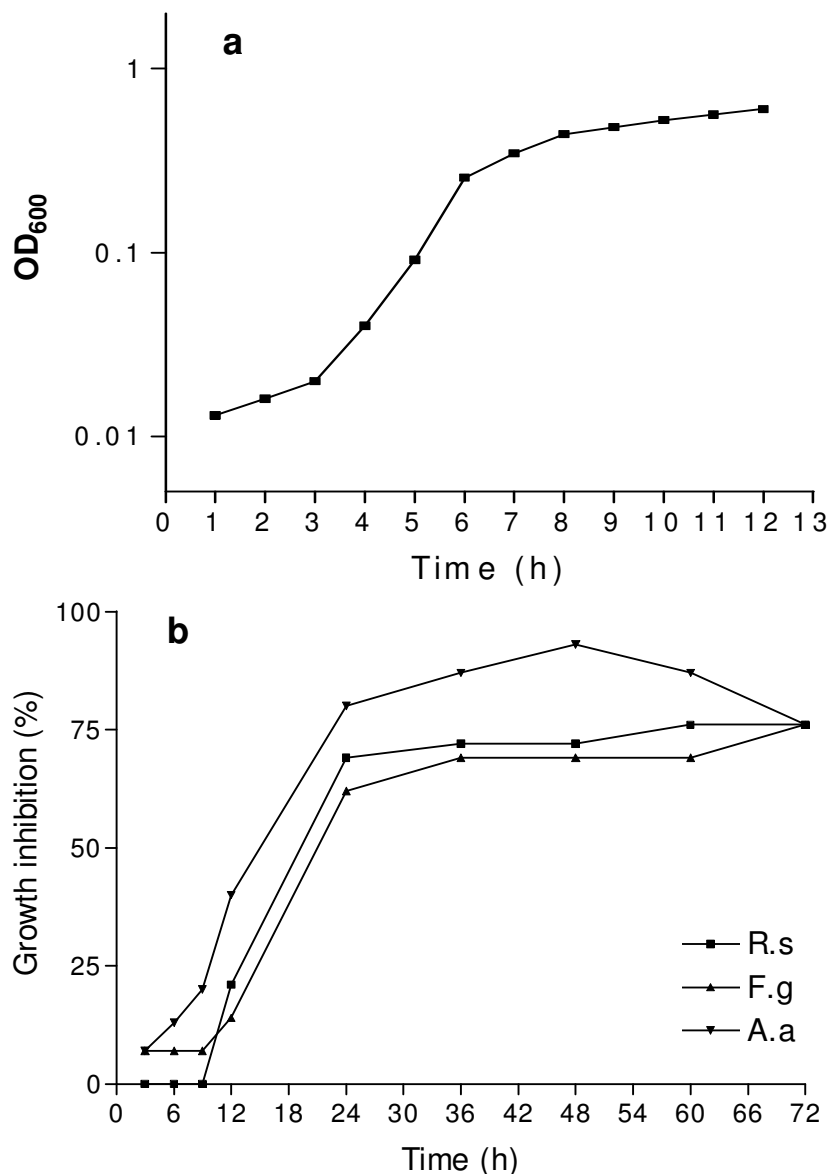 a
1
0.1
0.01
OD600
0 1 2 3 4 5 6 7 8 9 10 11 12 13
Time (h)
b
100
75
50
25
0
Growth inhibition (%)
R.s
F.g
A.a
0 6 12 18 24 30 36 42 48 54 60 66 72
Time (h)